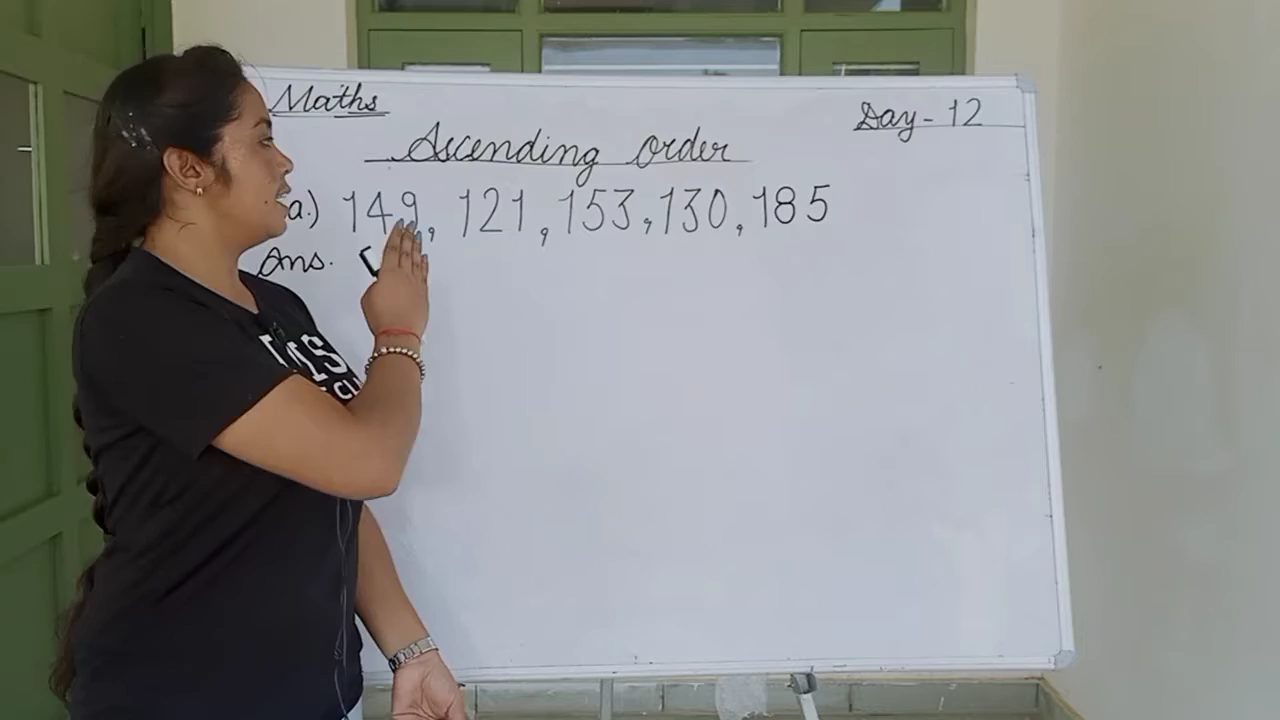 Maths
Day - 12
Ascending order
a.) 149, 121, 153, 130, 185
Ans.